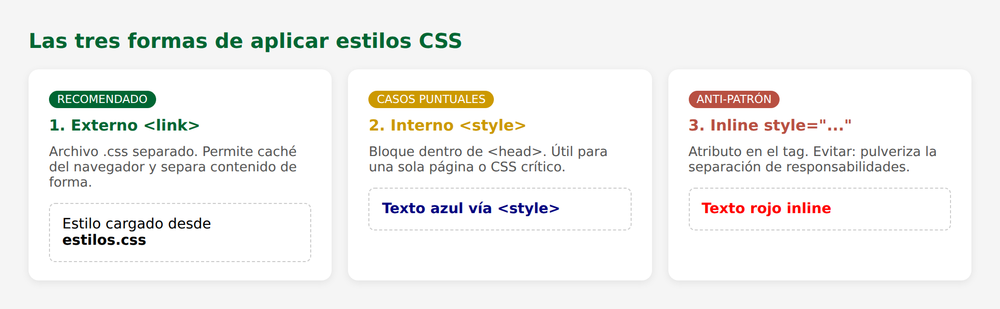 Las tres formas de aplicar estilos CSS
RECOMENDADO
1. Externo <link>
Archivo .css separado. Permite caché
del navegador y separa contenido de
forma.
Estilo cargado desde
estilos.css
CASOS PUNTUALES
2. Interno <style>
Bloque dentro de <head>. Útil para
una sola página o CSS crítico.
Texto azul vía <style>
ANTI-PATRÓN
3. Inline style="..."
Atributo en el tag. Evitar: pulveriza la
separación de responsabilidades.
Texto rojo inline